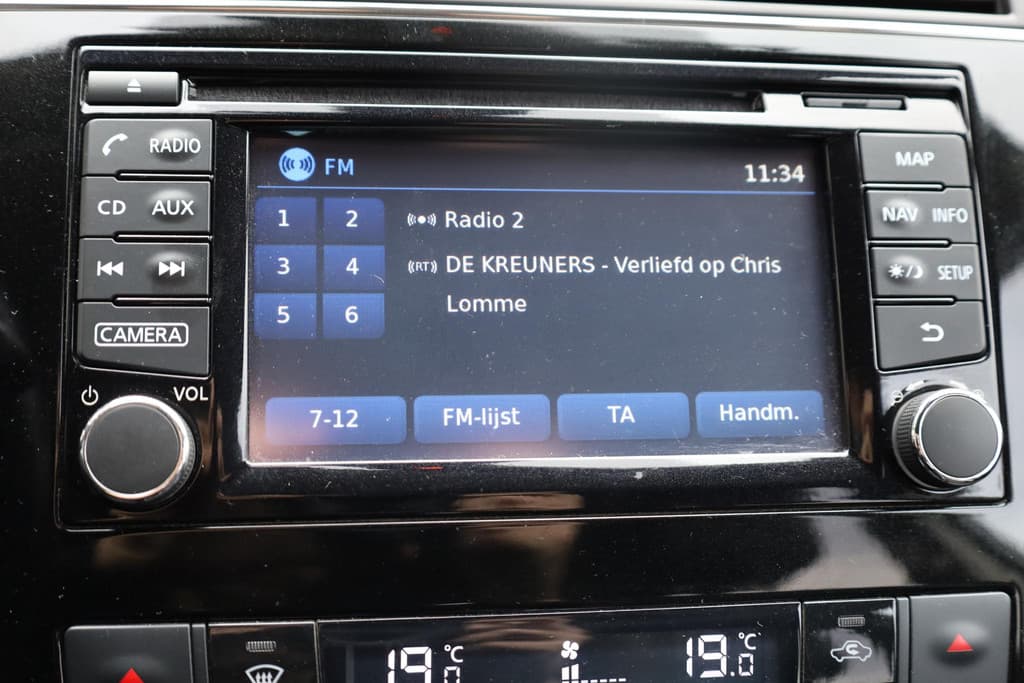 RADIO
CD AUX
CAMERA
VOL
FM 11:34
1 2 Radio 2
3 4 (RT) DE KREUNERS - Verliefd op Chris
Lomme
5 6
7-12 FM-lijst TA Handm.
MAP
NAV INFO
SETUP
19.0 °C 19.0 °C